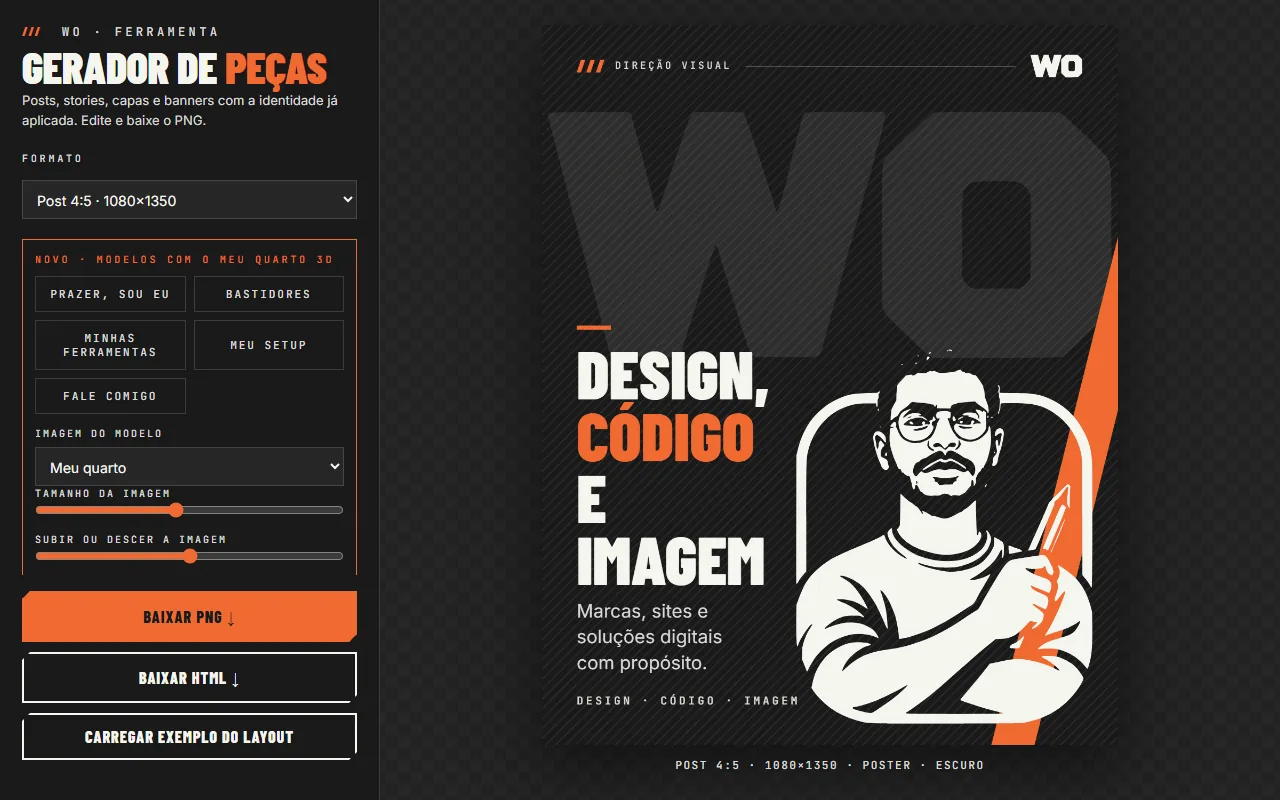 /// WO · FERRAMENTA
GERADOR DE PEÇAS
Posts, stories, capas e banners com a identidade já
aplicada. Edite e baixe o PNG.
FORMATO
Post 4:5 · 1080×1350
NOVO · MODELOS COM O MEU QUARTO 3D
PRAZER, SOU EU
BASTIDORES
MINHAS
FERRAMENTAS
MEU SETUP
FALE COMIGO
IMAGEM DO MODELO
Meu quarto
TAMANHO DA IMAGEM
SUBIR OU DESCER A IMAGEM
BAIXAR PNG ↓
BAIXAR HTML ↓
CARREGAR EXEMPLO DO LAYOUT
/// DIREÇÃO VISUAL
WO
WO
DESIGN,
CÓDIGO
E
IMAGEM
Marcas, sites e
soluções digitais
com propósito.
DESIGN · CÓDIGO · IMAGEM
POST 4:5 · 1080×1350 · POSTER · ESCURO